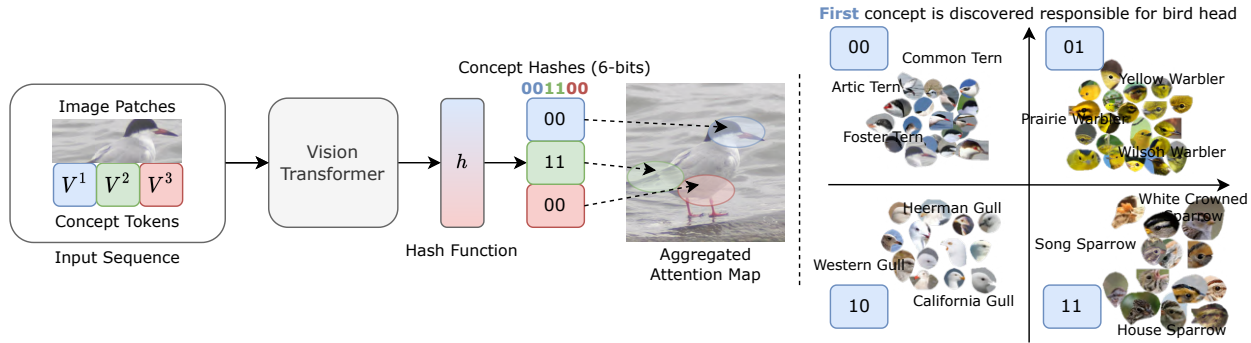 Image Patches
V¹ V² V³
Concept Tokens
Input Sequence
Vision
Transformer
h
Hash Function
Concept Hashes (6-bits)
001100
00
11
00
Aggregated
Attention Map
First concept is discovered responsible for bird head
00
Common Tern
Artic Tern
Foster Tern
01
Yellow Warbler
Prairie Warbler
Wilson Warbler
Heerman Gull
Western Gull
California Gull
10
White Crowned
Sparrow
Song Sparrow
11
House Sparrow